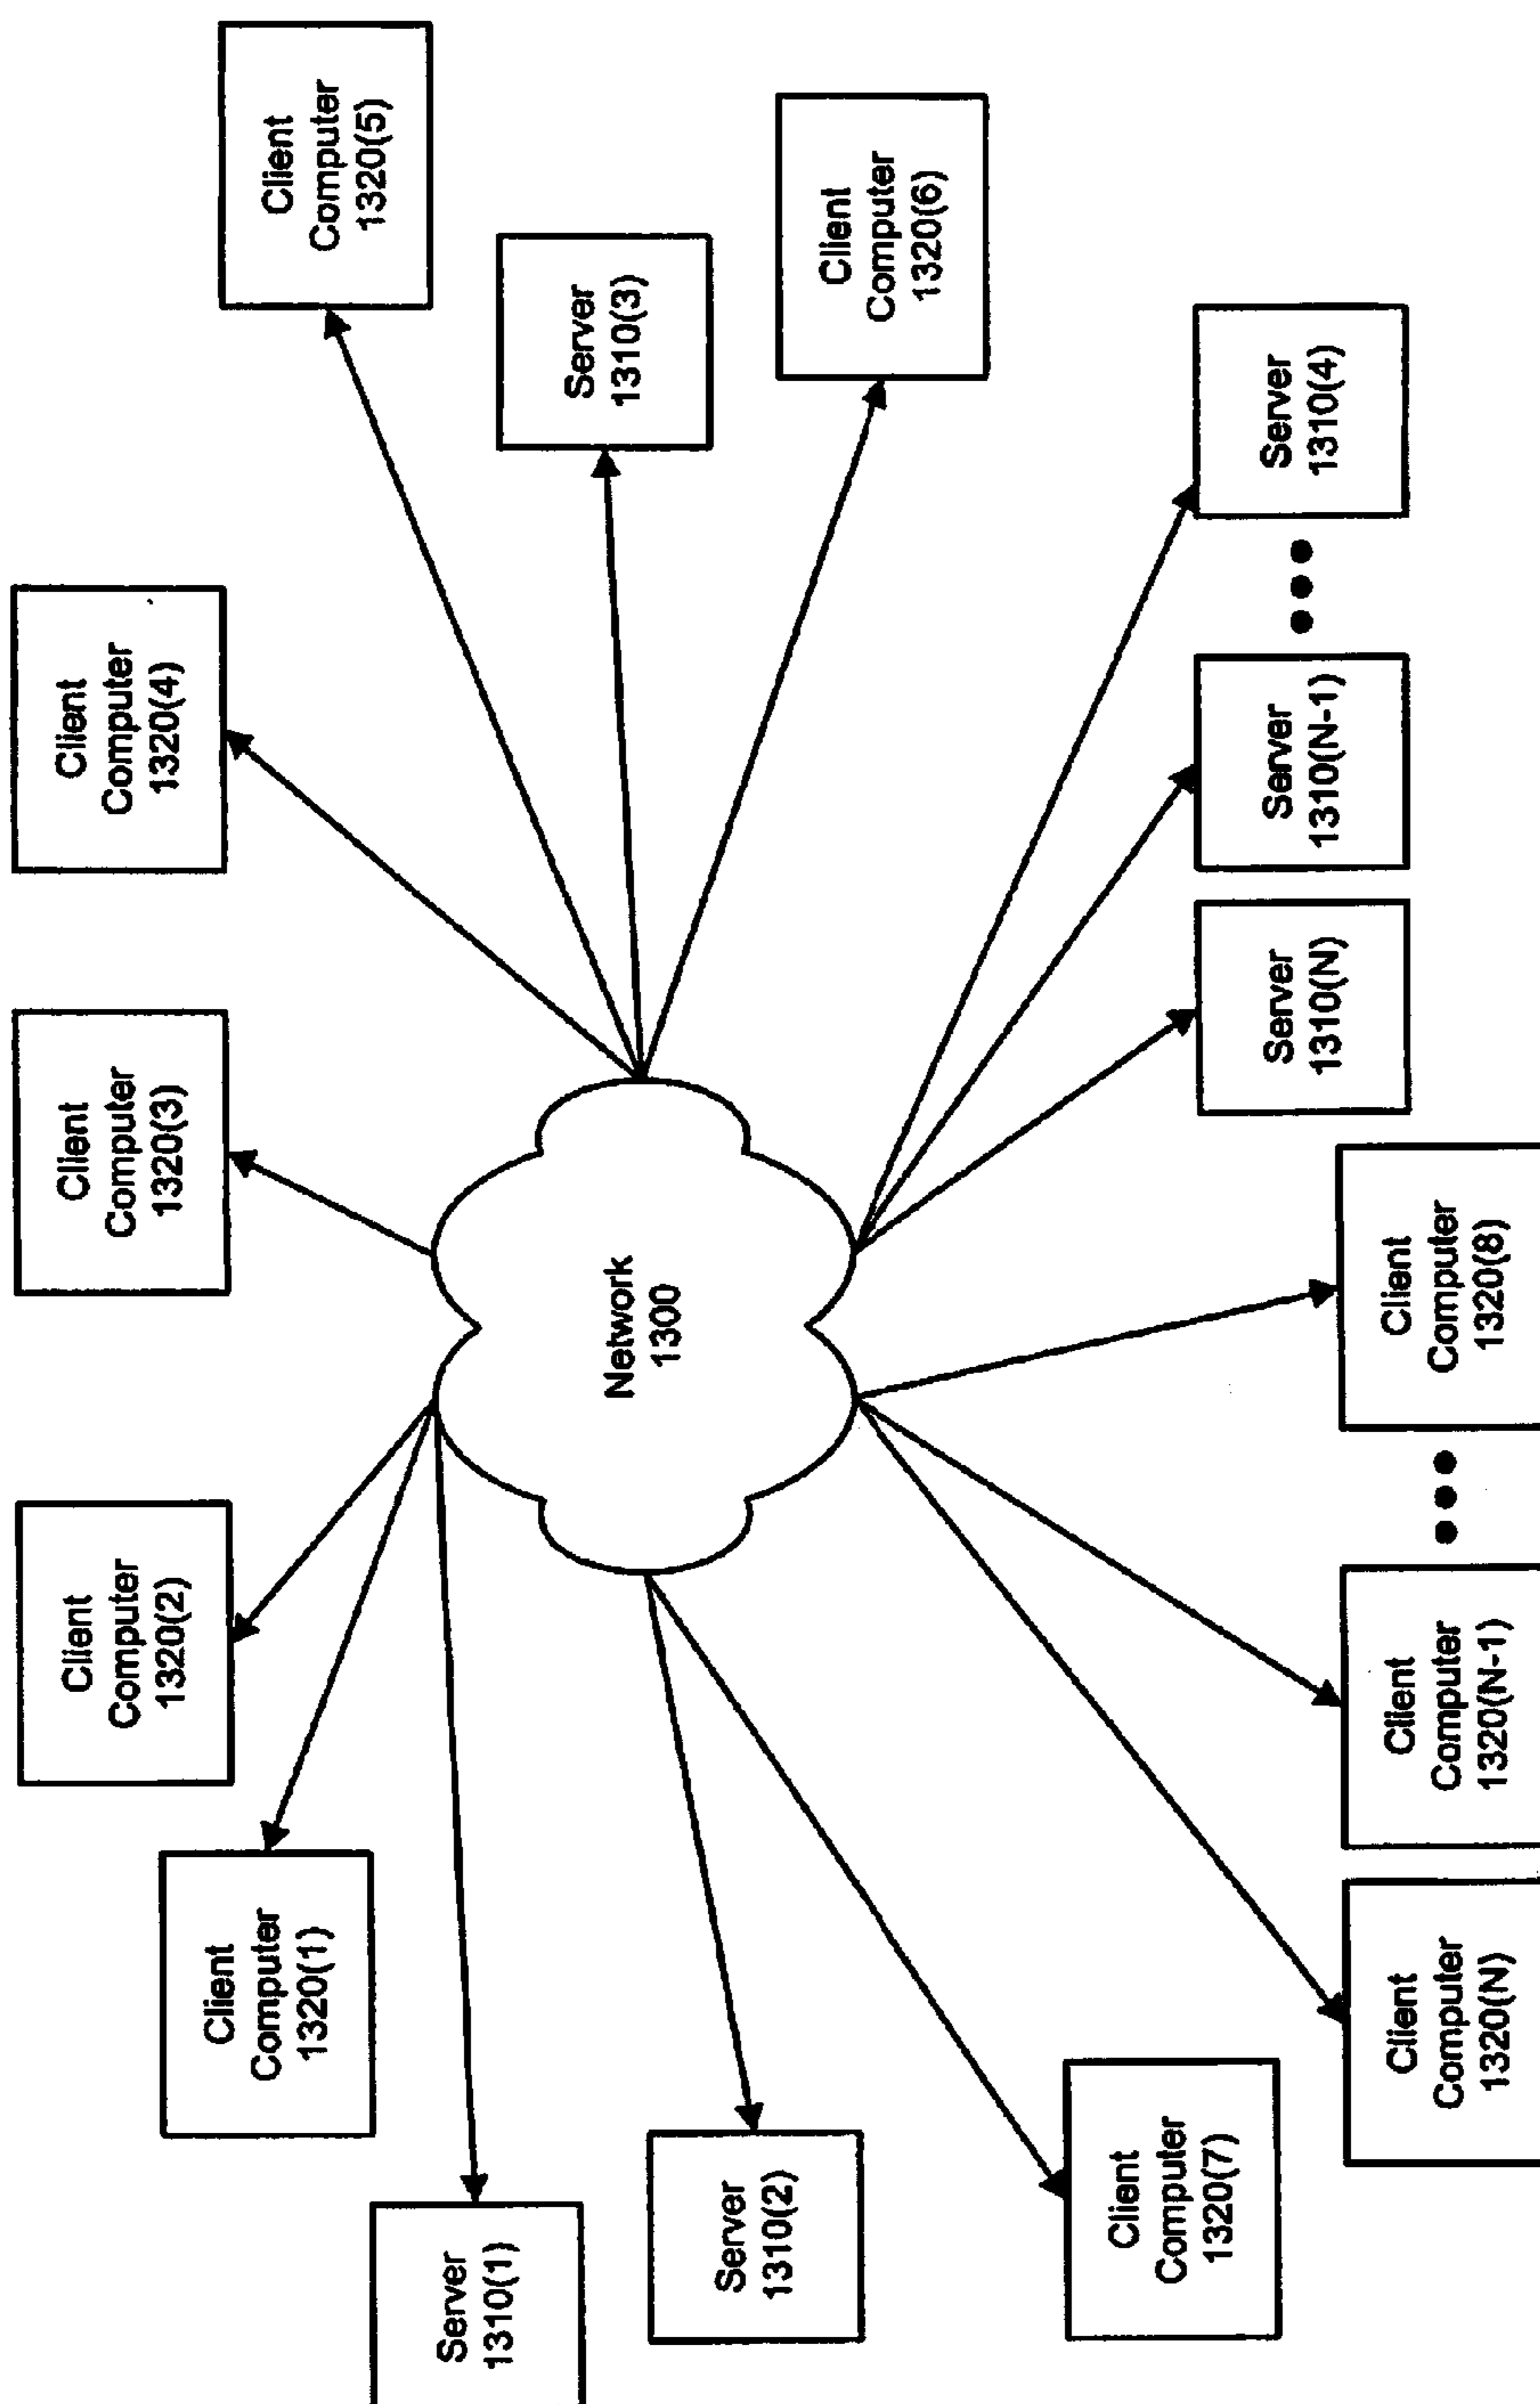 Client
Computer
1320(2)
Client
Computer
1320(3)
Client
Computer
1320(4)
Client
Computer
1320(1)
Client
Computer
1320(5)
Server
1310(1)
Server
1310(3)
Network
1300
Server
1310(2)
Client
Computer
1320(6)
Client
Computer
1320(7)
Server
1310(N)
Server
1310(N-1)
Server
1310(4)
Client
Computer
1320(N)
Client
Computer
1320(N-1)
Client
Computer
1320(8)